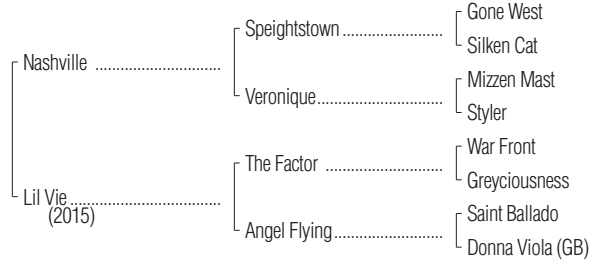 Gone West
Speightstown
Silken Cat
Nashville
Mizzen Mast
Veronique
Styler
War Front
The Factor
Greyciousness
Lil Vie
(2015)
Saint Ballado
Angel Flying
Donna Viola (GB)